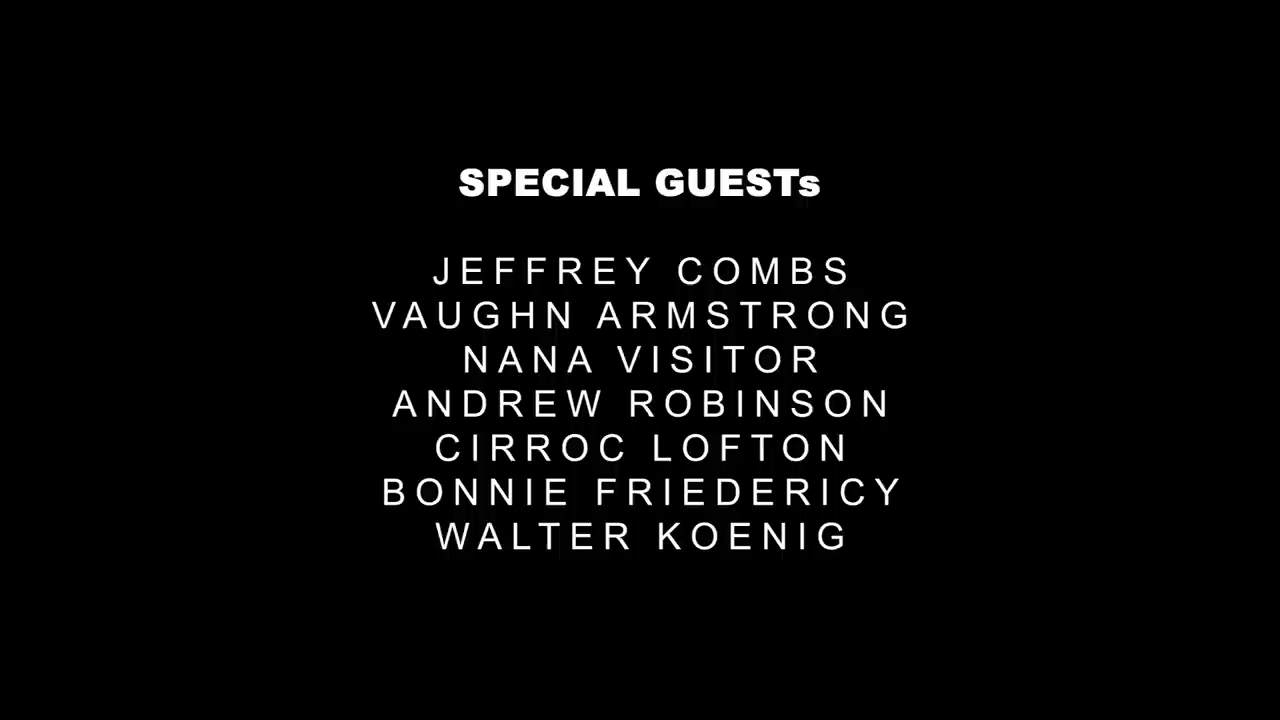 SPECIAL GUESTs
JEFFREY COMBS
VAUGHN ARMSTRONG
NANA VISITOR
ANDREW ROBINSON
CIRROC LOFTON
BONNIE FRIEDERICY
WALTER KOENIG